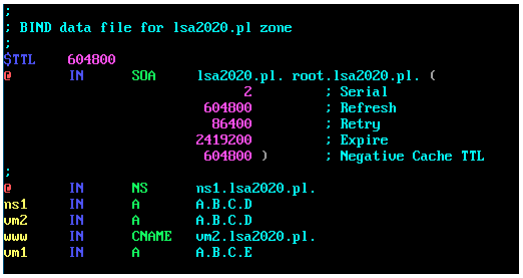 ;
; BIND data file for lsa2020.pl zone
;
$TTL 604800
@ IN SOA lsa2020.pl. root.lsa2020.pl. (
2 ; Serial
604800 ; Refresh
86400 ; Retry
2419200 ; Expire
604800 ) ; Negative Cache TTL
;
@ IN NS ns1.lsa2020.pl.
ns1 IN A A.B.C.D
vm2 IN A A.B.C.D
www IN CNAME vm2.lsa2020.pl.
vm1 IN A A.B.C.E